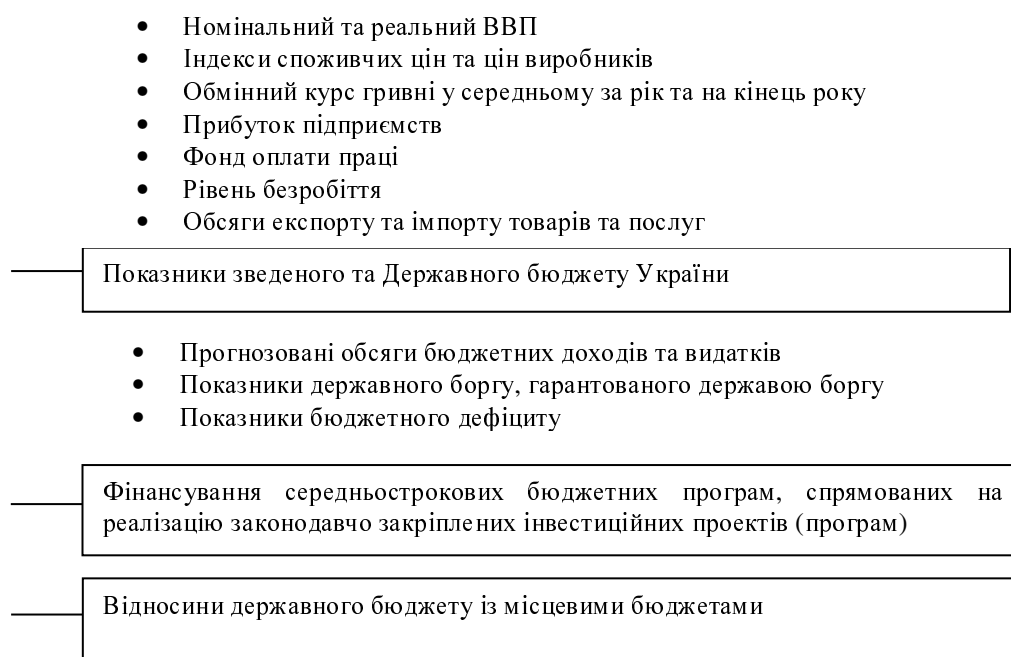 • Номінальний та реальний ВВП
• Індекси споживчих цін та цін виробників
• Обмінний курс гривні у середньому за рік та на кінець року
• Прибуток підприємств
• Фонд оплати праці
• Рівень безробіття
• Обсяги експорту та імпорту товарів та послуг
Показники зведеного та Державного бюджету України
• Прогнозовані обсяги бюджетних доходів та видатків
• Показники державного боргу, гарантованого державою боргу
• Показники бюджетного дефіциту
Фінансування середньострокових бюджетних програм, спрямованих на
реалізацію законодавчо закріплених інвестиційних проектів (програм)
Відносини державного бюджету із місцевими бюджетами